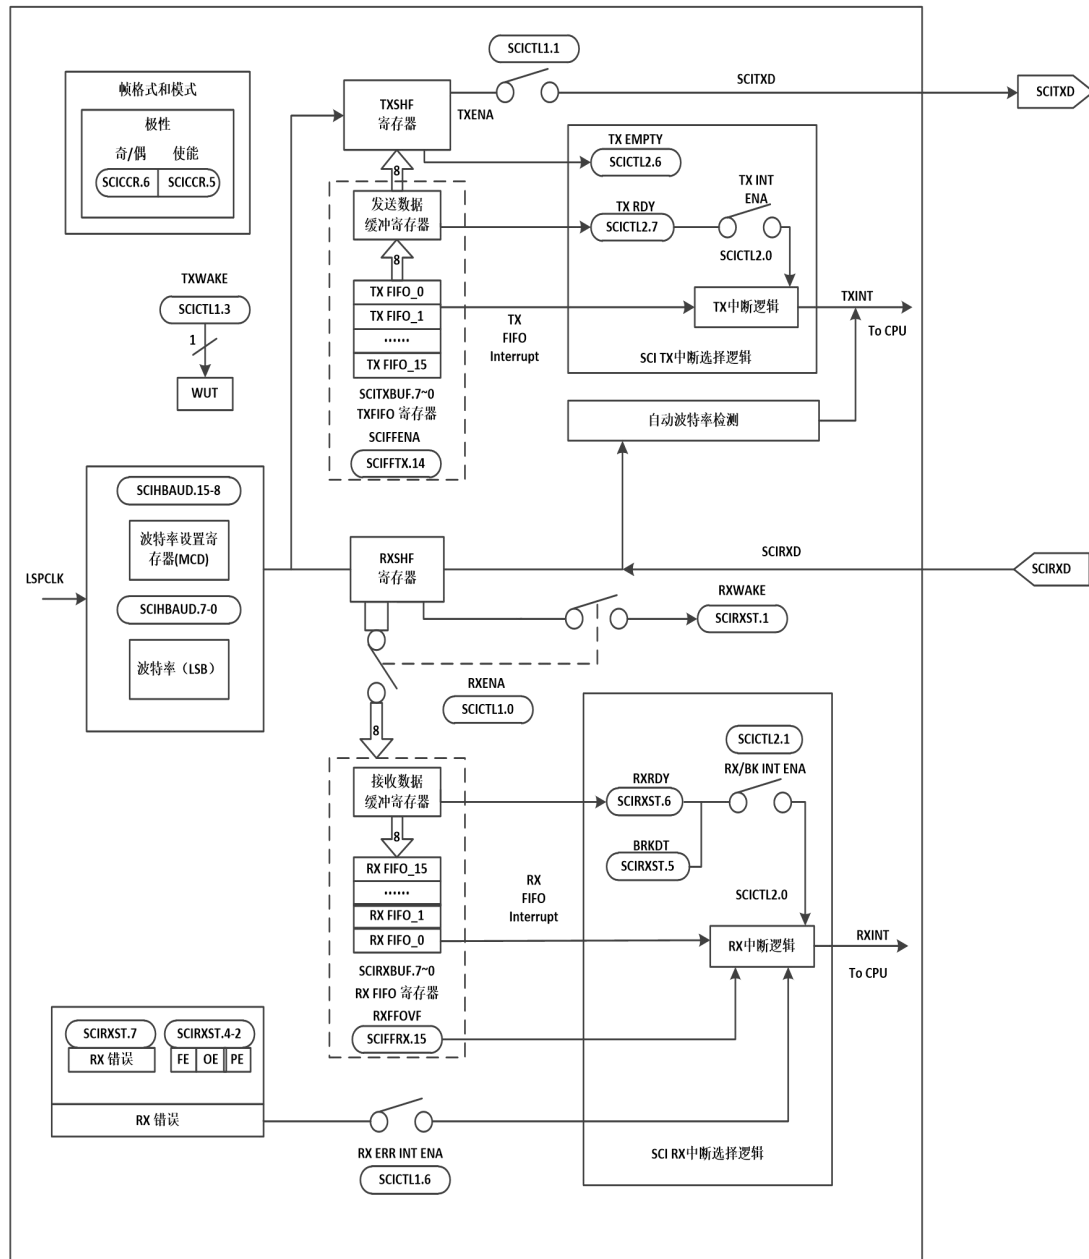 SCICTL1.1
帧格式和模式
极性
奇/偶 使能
SCICCR.6 SCICCR.5
TXSHF
寄存器
TXENA
SCITXD
SCITXD
8
发送数据
缓冲寄存器
8
TX FIFO_0
TX FIFO_1
······
TX FIFO_15
SCITXBUF.7~0
TXFIFO 寄存器
SCIFFENA
SCIFFTX.14
TX
FIFO
Interrupt
TX EMPTY
SCICTL2.6
TX RDY
SCICTL2.7
TX INT
ENA
SCICTL2.0
TX中断逻辑
SCI TX中断选择逻辑
TXINT
To CPU
TXWAKE
SCICTL1.3
1
WUT
自动波特率检测
LSPCLK
SCIHBAUD.15-8
波特率设置寄
存器(MCD)
SCIHBAUD.7-0
波特率（LSB）
RXSHF
寄存器
SCIRXD
SCIRXD
RXWAKE
SCIRXST.1
RXENA
SCICTL1.0
8
接收数据
缓冲寄存器
8
RX FIFO_15
······
RX FIFO_1
RX FIFO_0
SCIRXBUF.7~0
RX FIFO 寄存器
RXFFOVF
SCIFFRX.15
RX
FIFO
Interrupt
SCICTL2.1
RX/BK INT ENA
RXRDY
SCIRXST.6
BRKDT
SCIRXST.5
SCICTL2.0
RX中断逻辑
RXINT
To CPU
SCI RX中断选择逻辑
SCIRXST.7 SCIRXST.4-2
RX 错误 FE OE PE
RX 错误
RX ERR INT ENA
SCICTL1.6